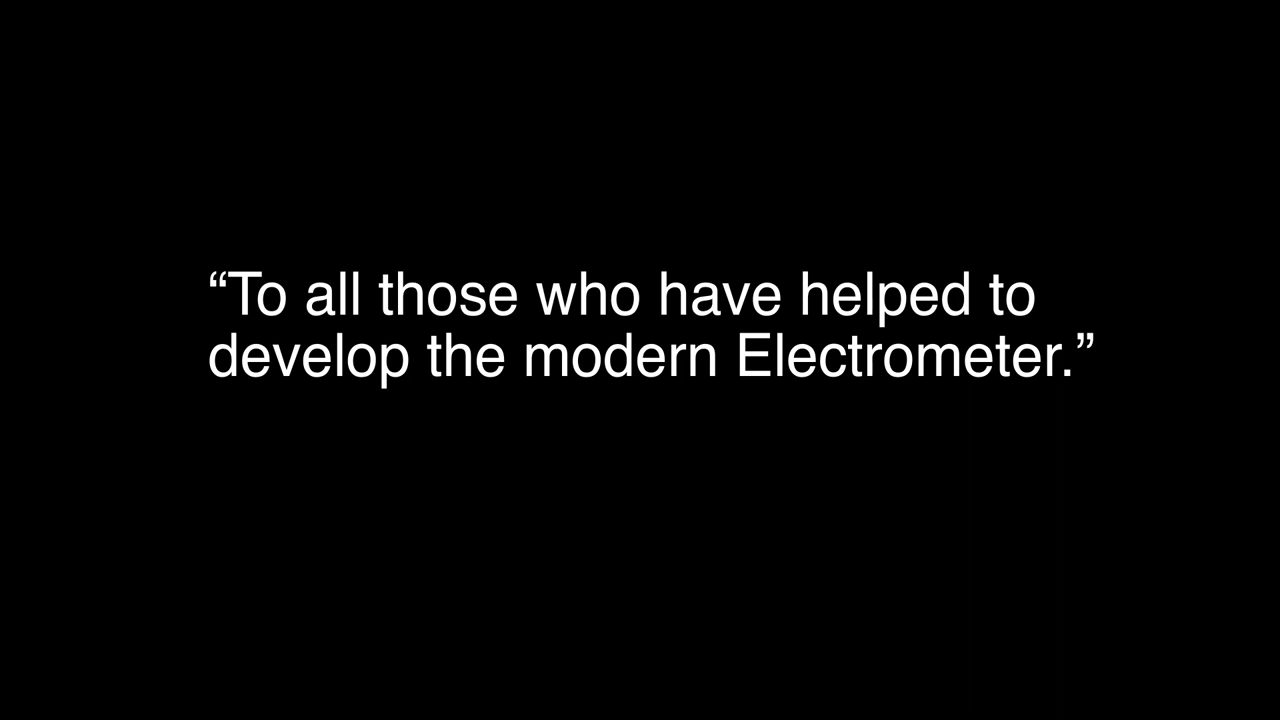 “To all those who have helped to
develop the modern Electrometer.”